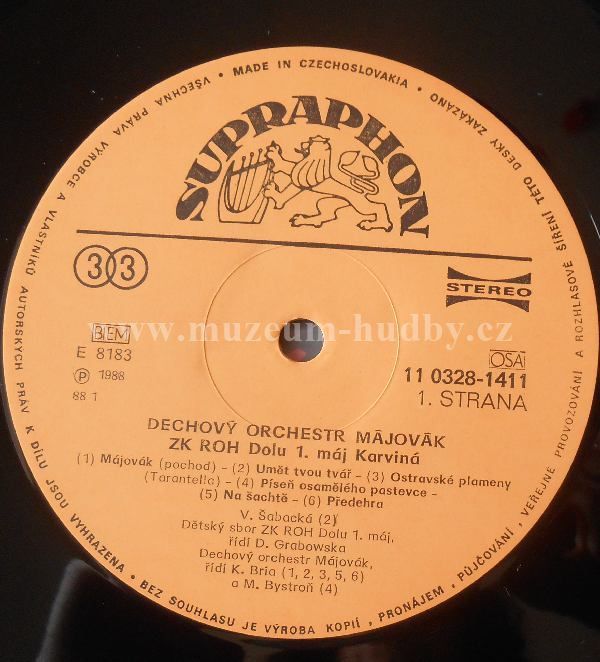 VŠECHNA PRÁVA VÝROBCE A VLASTNÍKŮ AUTORSKÝCH PRÁV K DÍLU JSOU VYHRAZENA • BEZ SOUHLASU JE VÝROBA KOPIÍ, PRONÁJEM, PŮJČOVÁNÍ, VEŘEJNÉ PROVOZOVÁNÍ A ROZHLASOVÉ ŠÍŘENÍ TÉTO DESKY ZAKÁZÁNO • MADE IN CZECHOSLOVAKIA •
SUPRAPHON
33
STEREO
www.muzeum-hudby.cz
BIEM
E 8183
℗ 1988
88 1
OSA
11 0328-1411
1. STRANA
DECHOVÝ ORCHESTR MÁJOVÁK
ZK ROH Dolu 1. máj Karviná
(1) Májovák (pochod) - (2) Umět tvou tvář - (3) Ostravské plameny
(Tarantella) - (4) Píseň osamělého pastevce -
(5) Na šachtě - (6) Předehra
V. Šabacká (2)
Dětský sbor ZK ROH Dolu 1. máj,
řídí D. Grabowska
Dechový orchestr Májovák,
řídí K. Bria (1, 2, 3, 5, 6)
a M. Bystroň (4)